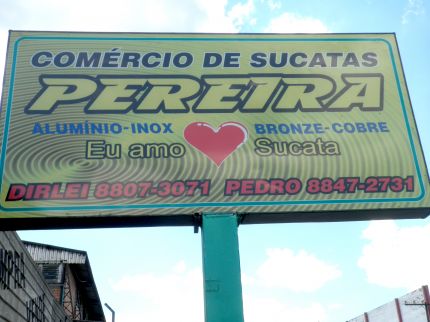 COMÉRCIO DE SUCATAS
PEREIRA
ALUMÍNIO-INOX BRONZE-COBRE
Eu amo Sucata
DIRLEI 8807-3071 PEDRO 8847-2731